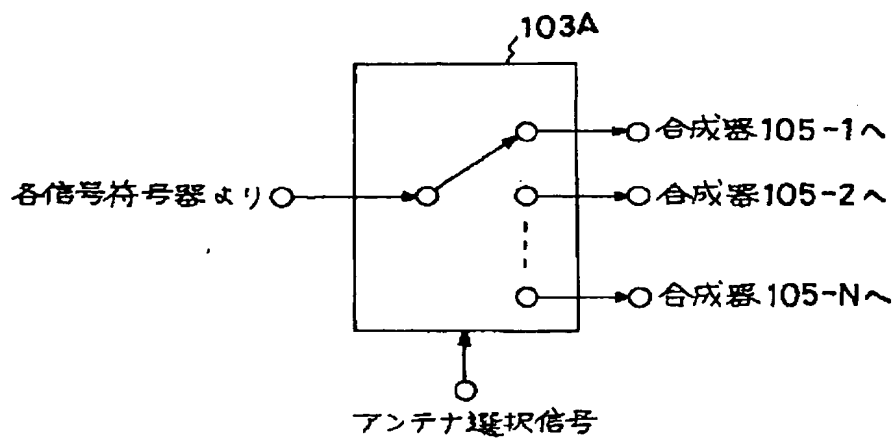 103A
合成器105-1へ
各信号符号器より
合成器105-2へ
合成器105-Nへ
アンテナ選択信号